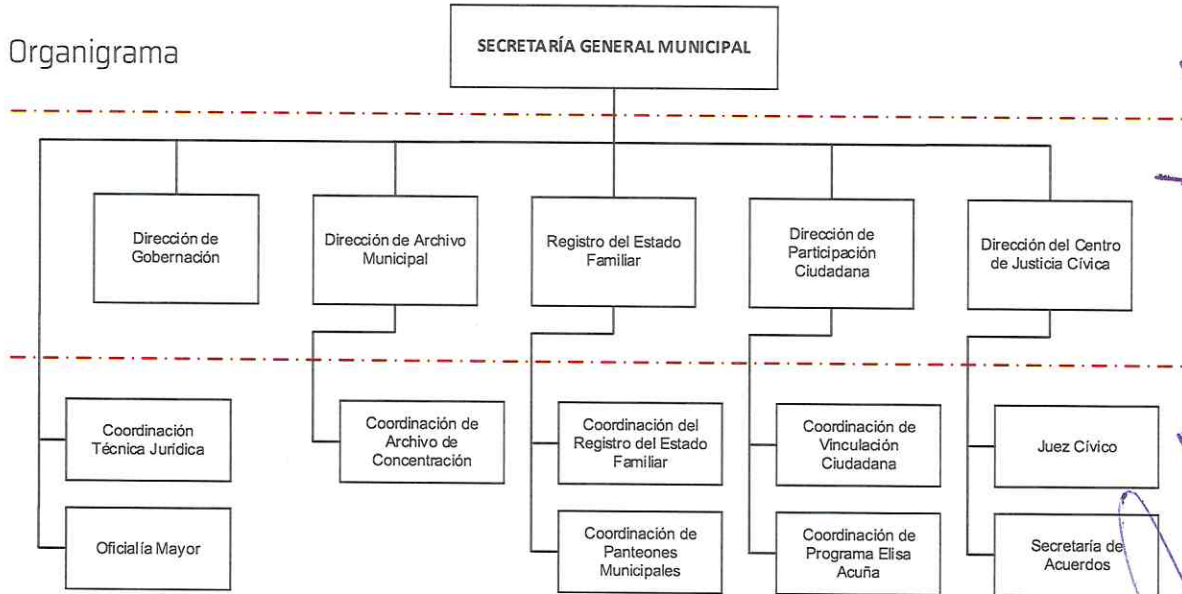 Organigrama
SECRETARÍA GENERAL MUNICIPAL
Dirección de
Gobernación
Dirección de Archivo
Municipal
Registro del Estado
Familiar
Dirección de
Participación
Ciudadana
Dirección del Centro
de Justicia Cívica
Coordinación
Técnica Jurídica
Coordinación de
Archivo de
Concentración
Coordinación del
Registro del Estado
Familiar
Coordinación de
Vinculación
Ciudadana
Juez Cívico
Oficialía Mayor
Coordinación de
Panteones
Municipales
Coordinación de
Programa Elisa
Acuña
Secretaría de
Acuerdos